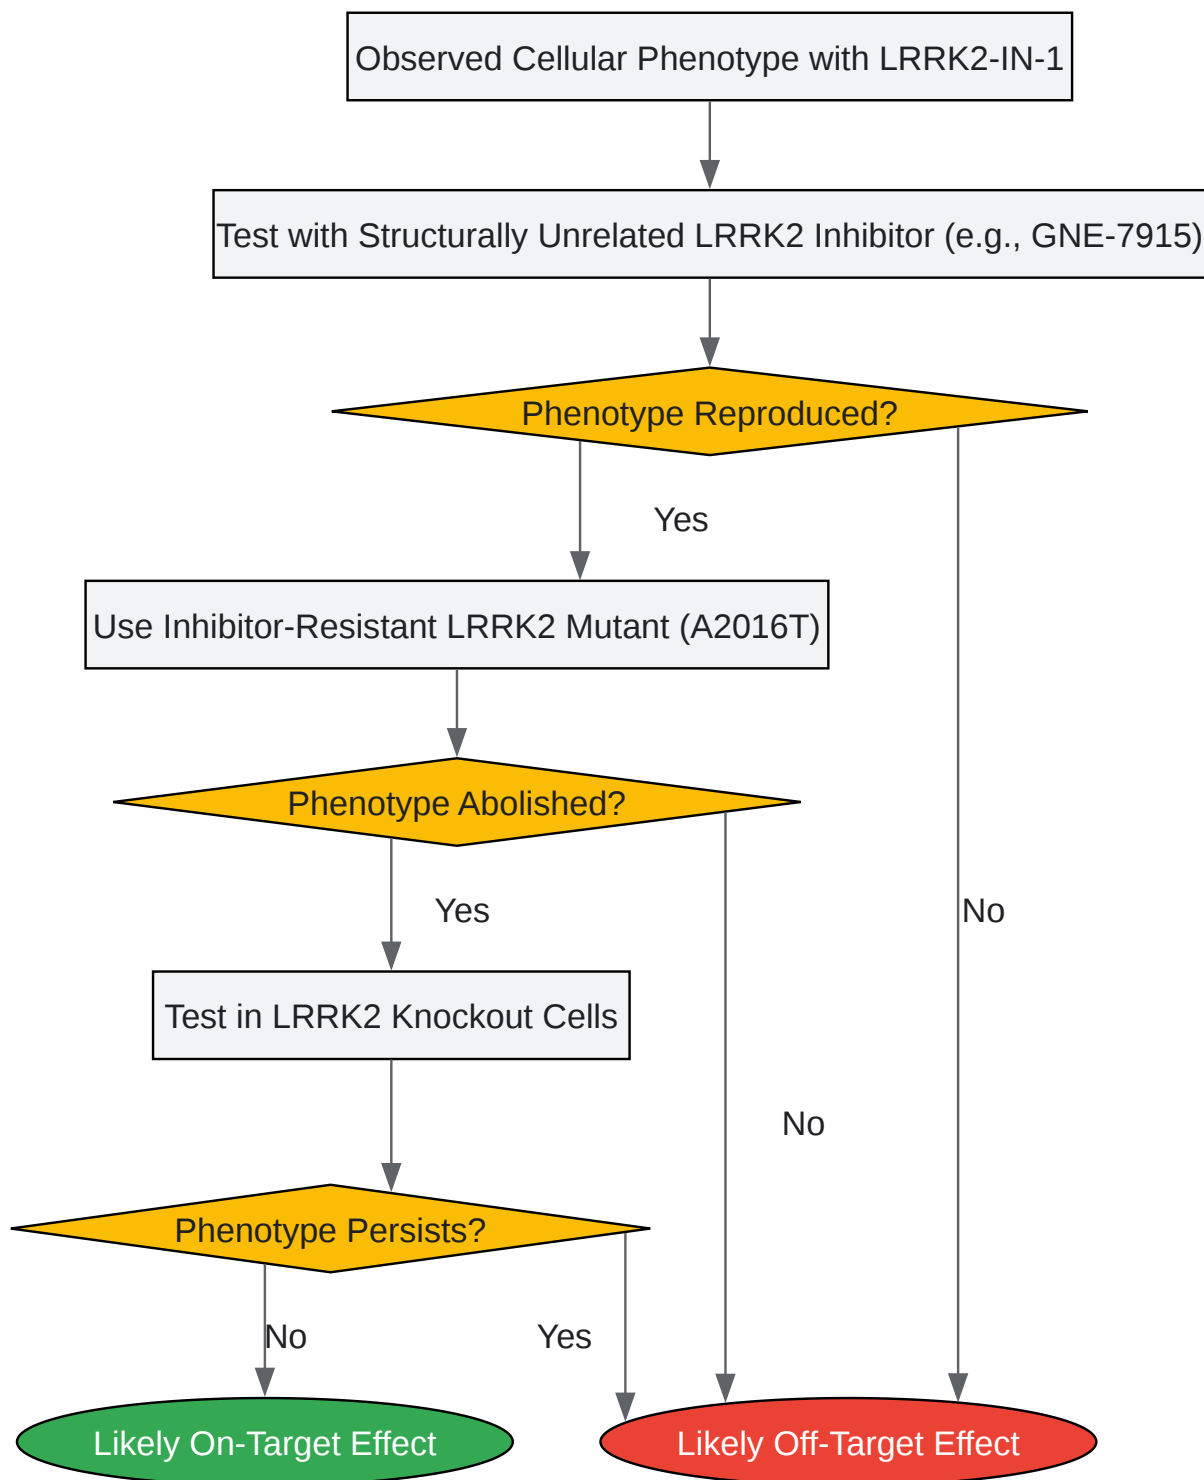 Observed Cellular Phenotype with LRRK2-IN-1
Test with Structurally Unrelated LRRK2 Inhibitor (e.g., GNE-7915)
Phenotype Reproduced?
Yes
Use Inhibitor-Resistant LRRK2 Mutant (A2016T)
Phenotype Abolished?
Yes
No
Test in LRRK2 Knockout Cells
No
Phenotype Persists?
No
Yes
Likely On-Target Effect
Likely Off-Target Effect